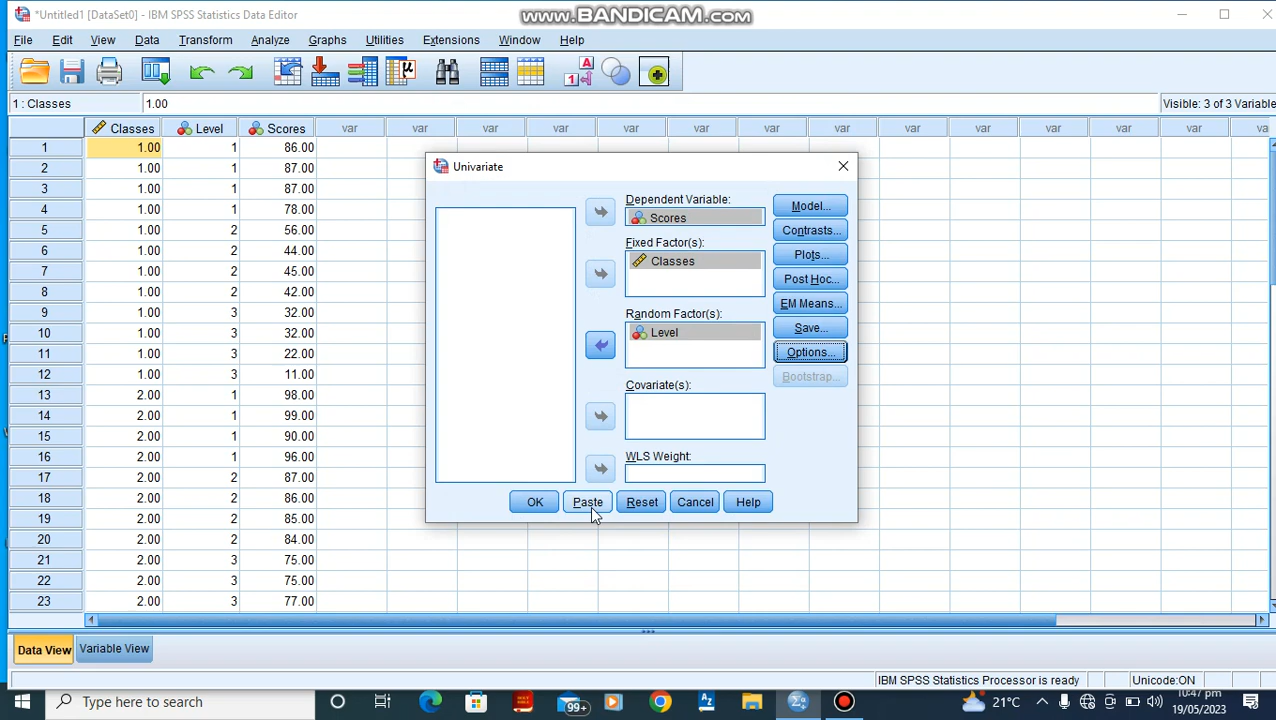 *Untitled1 [DataSet0] - IBM SPSS Statistics Data Editor
www.BANDICAM.com
File Edit View Data Transform Analyze Graphs Utilities Extensions Window Help
1 : Classes 1.00 Visible: 3 of 3 Variable
Classes Level Scores var var var var var var var var var var var var var
1 1.00 1 86.00
2 1.00 1 87.00
3 1.00 1 87.00
4 1.00 1 78.00
5 1.00 2 56.00
6 1.00 2 44.00
7 1.00 2 45.00
8 1.00 2 42.00
9 1.00 3 32.00
10 1.00 3 32.00
11 1.00 3 22.00
12 1.00 3 11.00
13 2.00 1 98.00
14 2.00 1 99.00
15 2.00 1 90.00
16 2.00 1 96.00
17 2.00 2 87.00
18 2.00 2 86.00
19 2.00 2 85.00
20 2.00 2 84.00
21 2.00 3 75.00
22 2.00 3 75.00
23 2.00 3 77.00
Univariate
Dependent Variable:
Scores
Fixed Factor(s):
Classes
Random Factor(s):
Level
Covariate(s):
WLS Weight:
Model...
Contrasts...
Plots...
Post Hoc...
EM Means...
Save...
Options...
Bootstrap...
OK Paste Reset Cancel Help
Data View Variable View
IBM SPSS Statistics Processor is ready Unicode:ON
Type here to search
99+
21°C
10:47 pm
19/05/2023